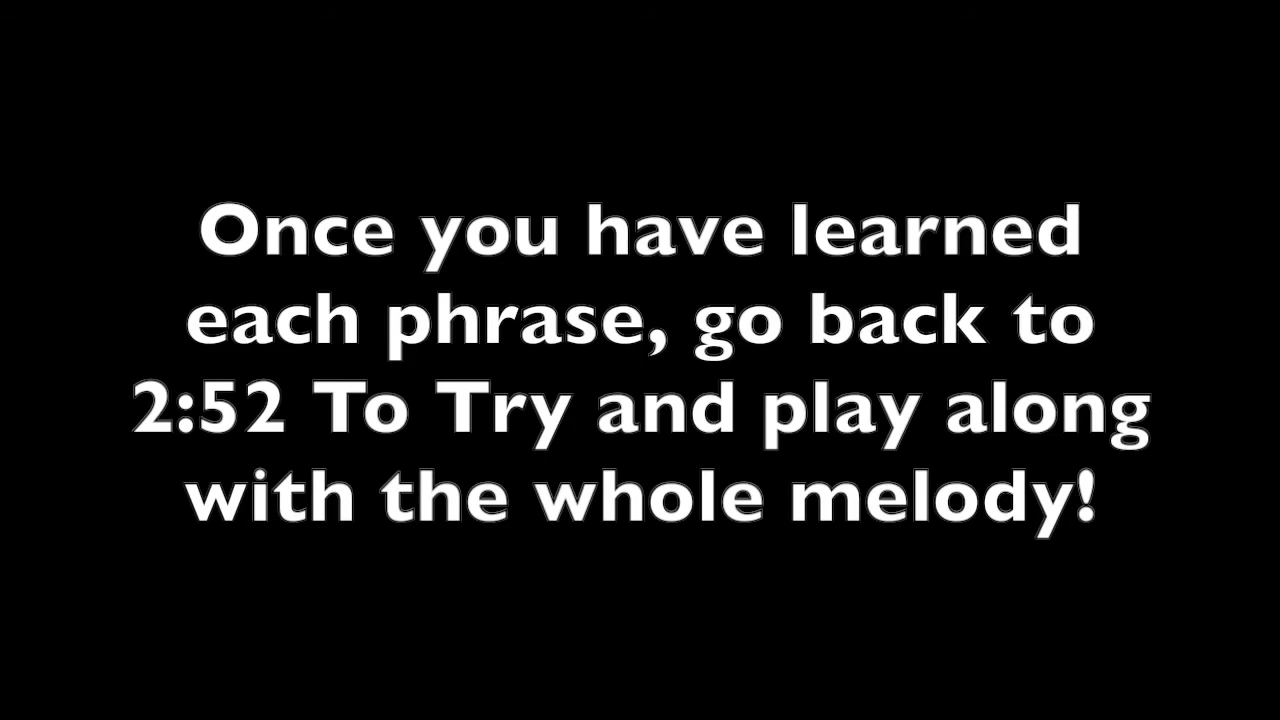 Once you have learned
each phrase, go back to
2:52 To Try and play along
with the whole melody!